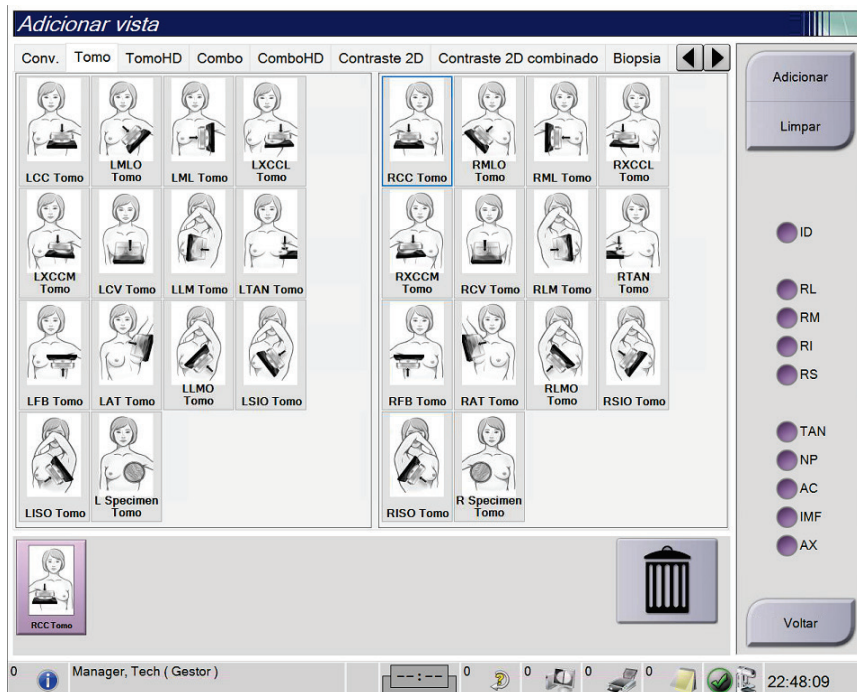 Adicionar vista
Conv. Tomo TomoHD Combo ComboHD Contraste 2D Contraste 2D combinado Biopsia
LCC Tomo
LMLO
Tomo
LML Tomo
LXCCL
Tomo
RCC Tomo
RMLO
Tomo
RML Tomo
RXCCL
Tomo
LXCCM
Tomo
LCV Tomo
LLM Tomo
LTAN Tomo
RXCCM
Tomo
RCV Tomo
RLM Tomo
RTAN
Tomo
LFB Tomo
LAT Tomo
LLMO
Tomo
LSIO Tomo
RFB Tomo
RAT Tomo
RLMO
Tomo
RSIO Tomo
LISO Tomo
L Specimen
Tomo
RISO Tomo
R Specimen
Tomo
RCC Tomo
Adicionar
Limpar
ID
RL
RM
RI
RS
TAN
NP
AC
IMF
AX
Voltar
0 Manager, Tech ( Gestor ) --:-- 0 0 0 0 22:48:09